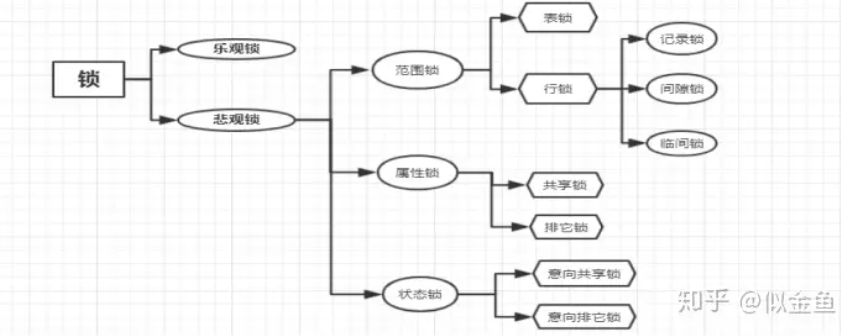 锁
乐观锁
悲观锁
范围锁
表锁
行锁
记录锁
间隙锁
临间锁
属性锁
共享锁
排它锁
状态锁
意向共享锁
意向排它锁
知乎 @似金鱼